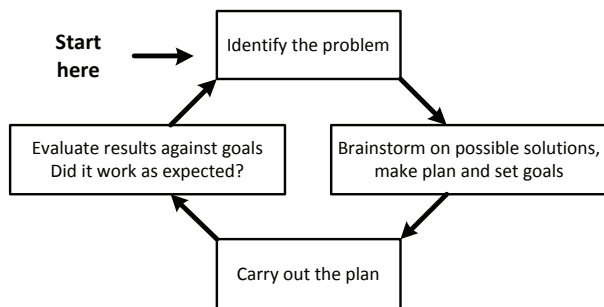 Start
here
Identify the problem
Brainstorm on possible solutions,
make plan and set goals
Carry out the plan
Evaluate results against goals
Did it work as expected?